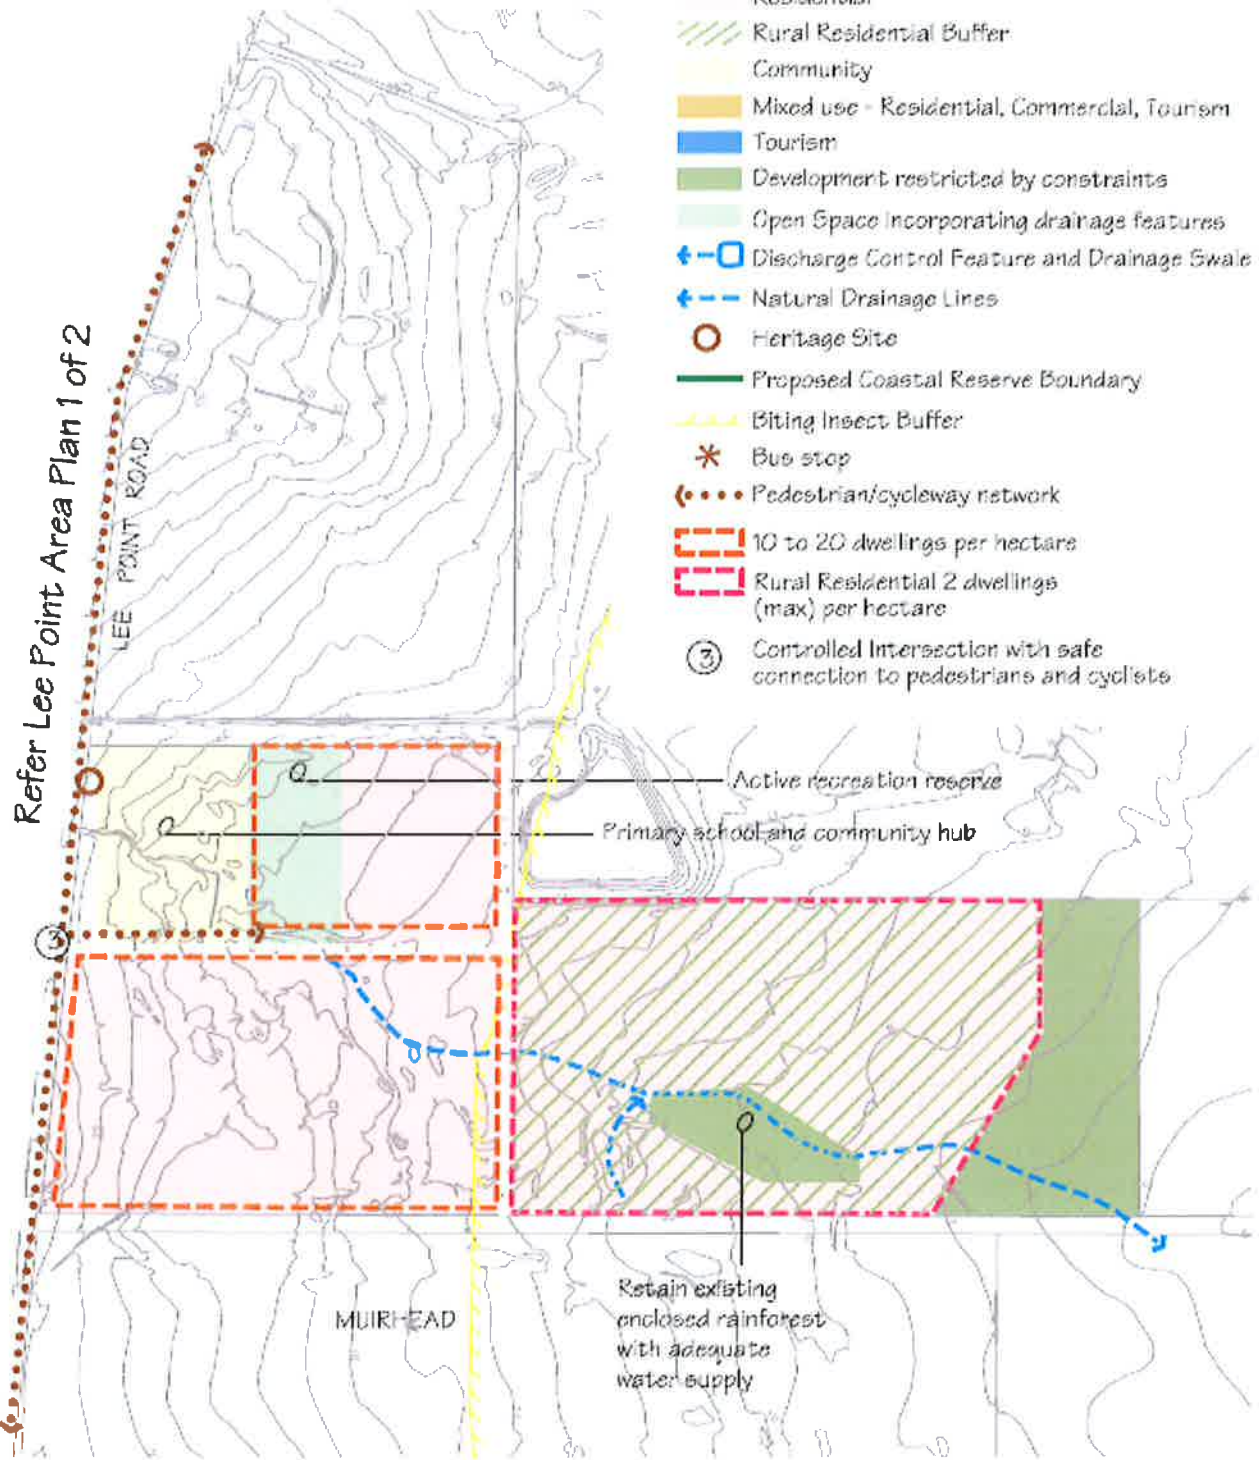 Residential
Rural Residential Buffer
Community
Mixed use - Residential, Commercial, Tourism
Tourism
Development restricted by constraints
Open Space Incorporating drainage features
Discharge Control Feature and Drainage Swale
Natural Drainage Lines
Heritage Site
Proposed Coastal Reserve Boundary
Biting Insect Buffer
Bus stop
Pedestrian/cycleway network
10 to 20 dwellings per hectare
Rural Residential 2 dwellings
(max) per hectare
3
Controlled Intersection with safe
connection to pedestrians and cyclists
Refer Lee Point Area Plan 1 of 2
LEE POINT ROAD
Active recreation reserve
Primary school and community hub
3
Retain existing
enclosed rainforest
with adequate
water supply
MUIRHEAD